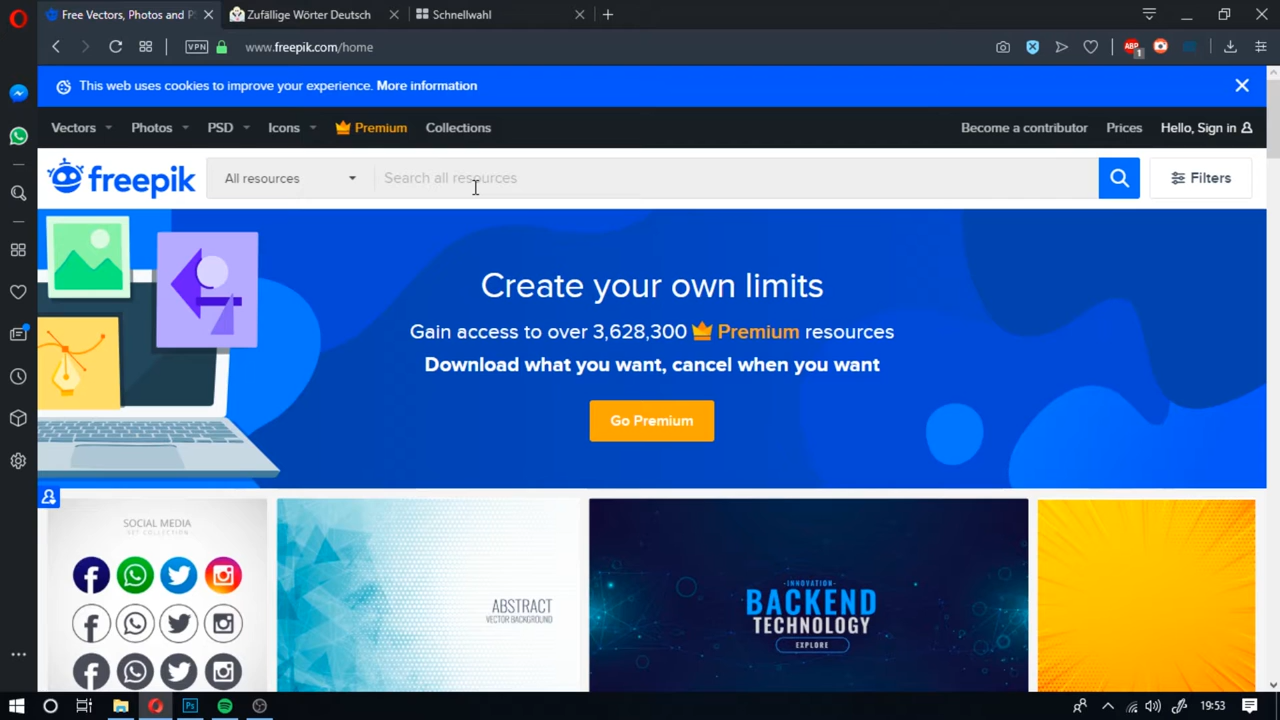 Free Vectors, Photos and PS
Zufällige Wörter Deutsch
Schnellwahl
VPN
www.freepik.com/home
ABP
1
This web uses cookies to improve your experience. More information
Vectors
Photos
PSD
Icons
Premium
Collections
Become a contributor
Prices
Hello, Sign in
freepik
All resources
Search all resources
Filters
Create your own limits
Gain access to over 3,628,300 Premium resources
Download what you want, cancel when you want
Go Premium
SOCIAL MEDIA
ABSTRACT
VECTOR BACKGROUND
INNOVATION
BACKEND
TECHNOLOGY
EXPLORE
Ps
19:53